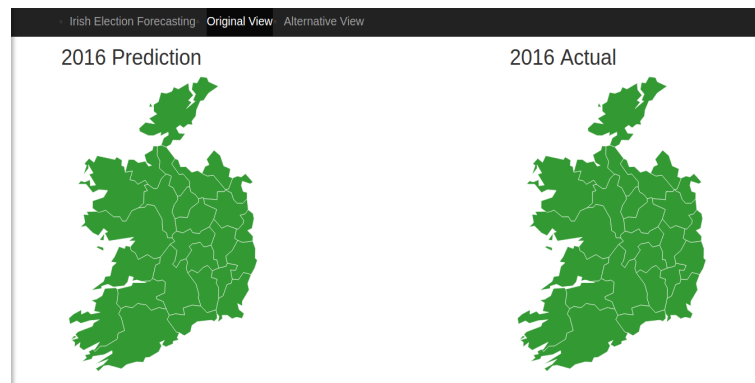 Irish Election Forecasting Original View Alternative View
2016 Prediction 2016 Actual